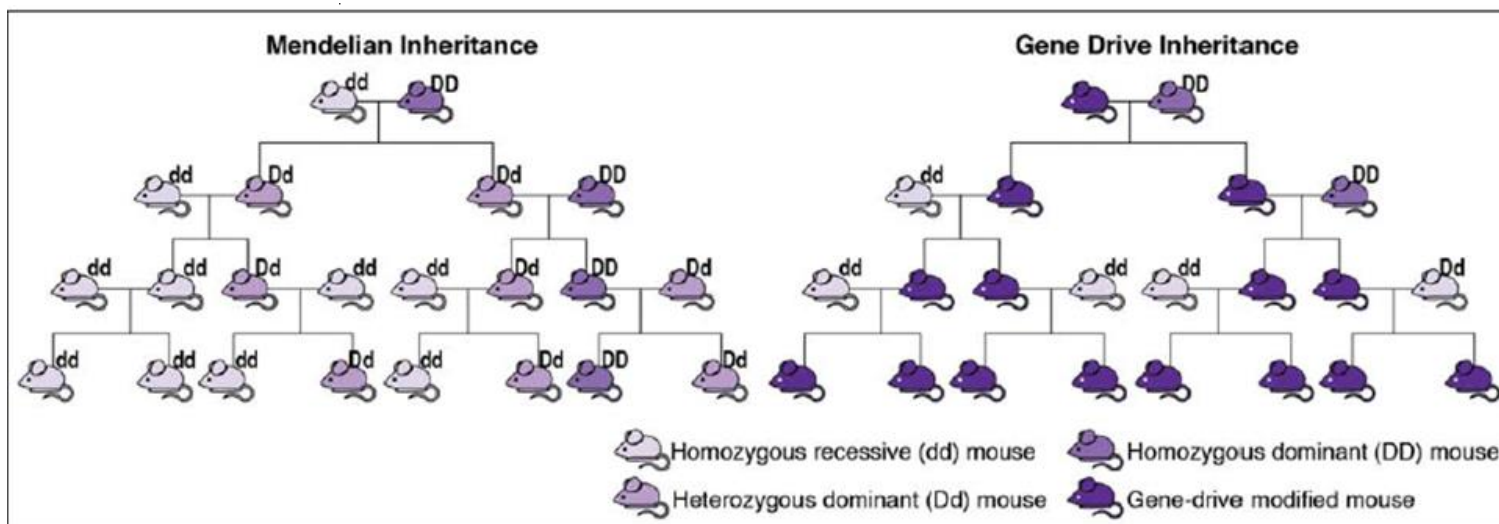 Mendelian Inheritance
Gene Drive Inheritance
dd DD
DD
dd Dd Dd DD
dd DD
dd dd Dd dd dd Dd DD Dd
dd dd dd Dd
dd dd dd Dd dd Dd DD Dd
Homozygous recessive (dd) mouse
Homozygous dominant (DD) mouse
Heterozygous dominant (Dd) mouse
Gene-drive modified mouse